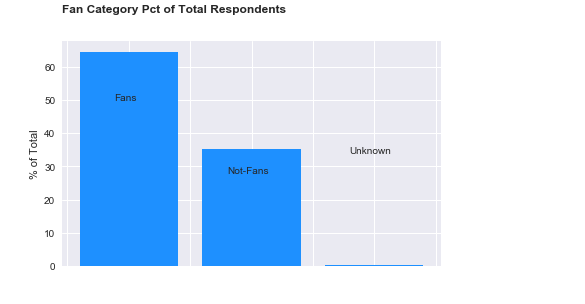 Fan Category Pct of Total Respondents
% of Total
60
50
40
30
20
10
0
Fans
Not-Fans
Unknown